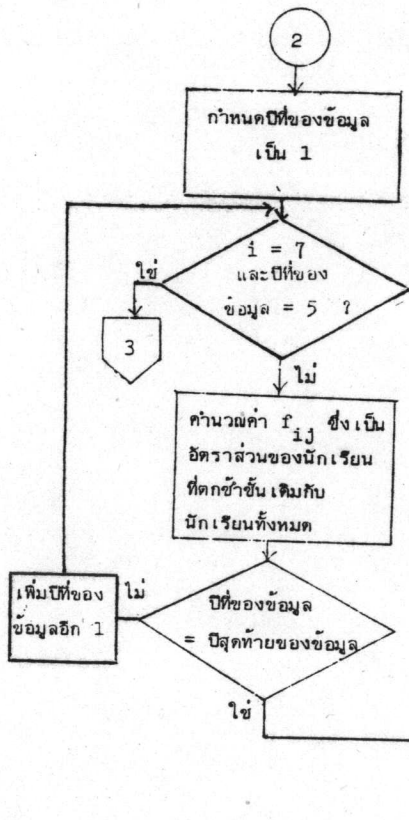 2
กำหนดปีที่ของข้อมูล
เป็น 1
i = 7
และปีที่ของ
ข้อมูล = 5 ?
ใช่
3
ไม่
คำนวณค่า f_ij ซึ่งเป็น
อัตราส่วนของนักเรียน
ที่ตกซ้ำชั้นเดิมกับ
นักเรียนทั้งหมด
เพิ่มปีที่ของ
ข้อมูลอีก 1
ไม่
ปีที่ของข้อมูล
= ปีสุดท้ายของข้อมูล
ใช่